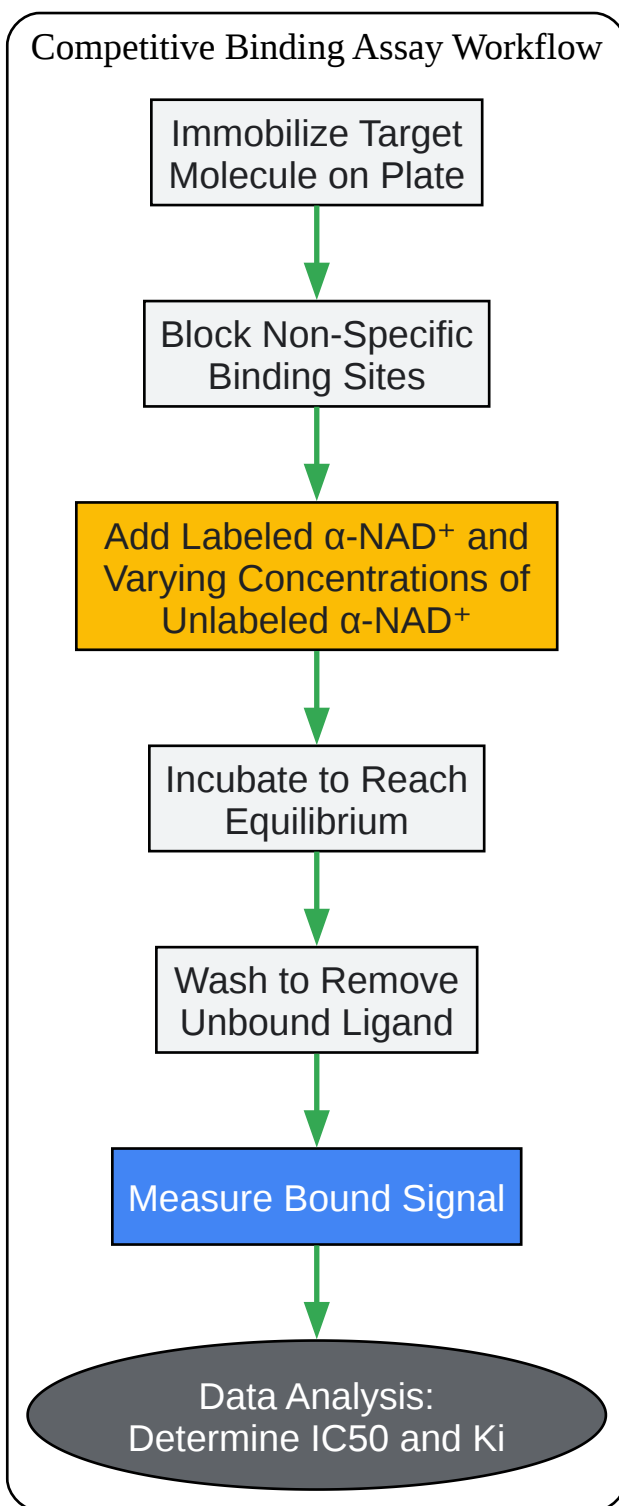 Competitive Binding Assay Workflow
Immobilize Target
Molecule on Plate
Block Non-Specific
Binding Sites
Add Labeled α-NAD⁺ and
Varying Concentrations of
Unlabeled α-NAD⁺
Incubate to Reach
Equilibrium
Wash to Remove
Unbound Ligand
Measure Bound Signal
Data Analysis:
Determine IC50 and Ki